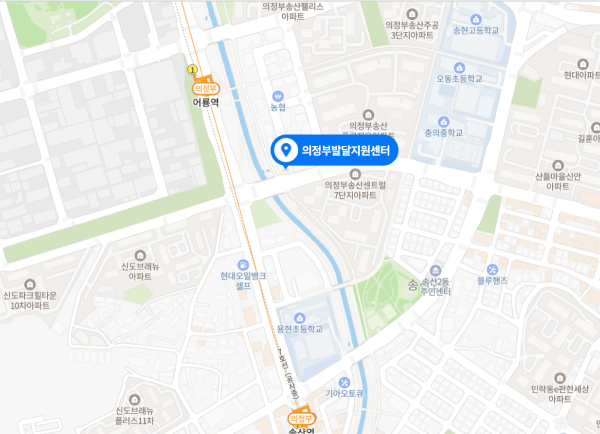 의정부송산팰리스
아파트
의정부송산주공
3단지아파트
송현고등학교
현대아파트
오동초등학교
1
의정부
어룡역
농협
의정부송산
충의중학교
길훈아
의정부발달지원센터
의정부송산센트럴
7단지아파트
산들마을신안
아파트
신도브래뉴
아파트
현대오일뱅크
셀프
송산2동
주민센터
블루핸즈
신도파크힐타운
10차아파트
용현초등학교
기아오토큐
민락동e편한세상
아파트
신도브래뉴
플러스11차
의정부
송산역